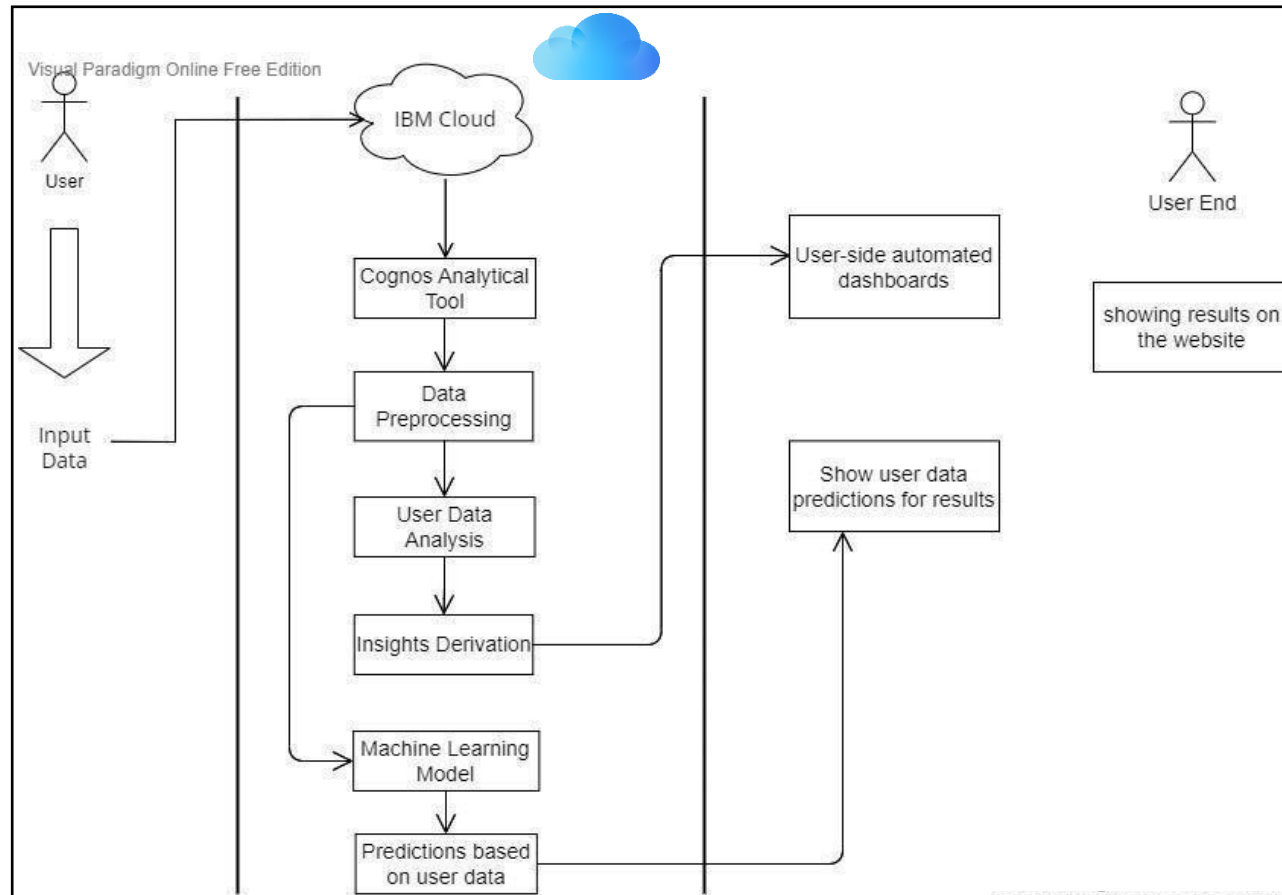 Visual Paradigm Online Free Edition
User
Input
Data
IBM Cloud
Cognos Analytical
Tool
Data
Preprocessing
User Data
Analysis
Insights Derivation
Machine Learning
Model
Predictions based
on user data
User-side automated
dashboards
Show user data
predictions for results
User End
showing results on
the website